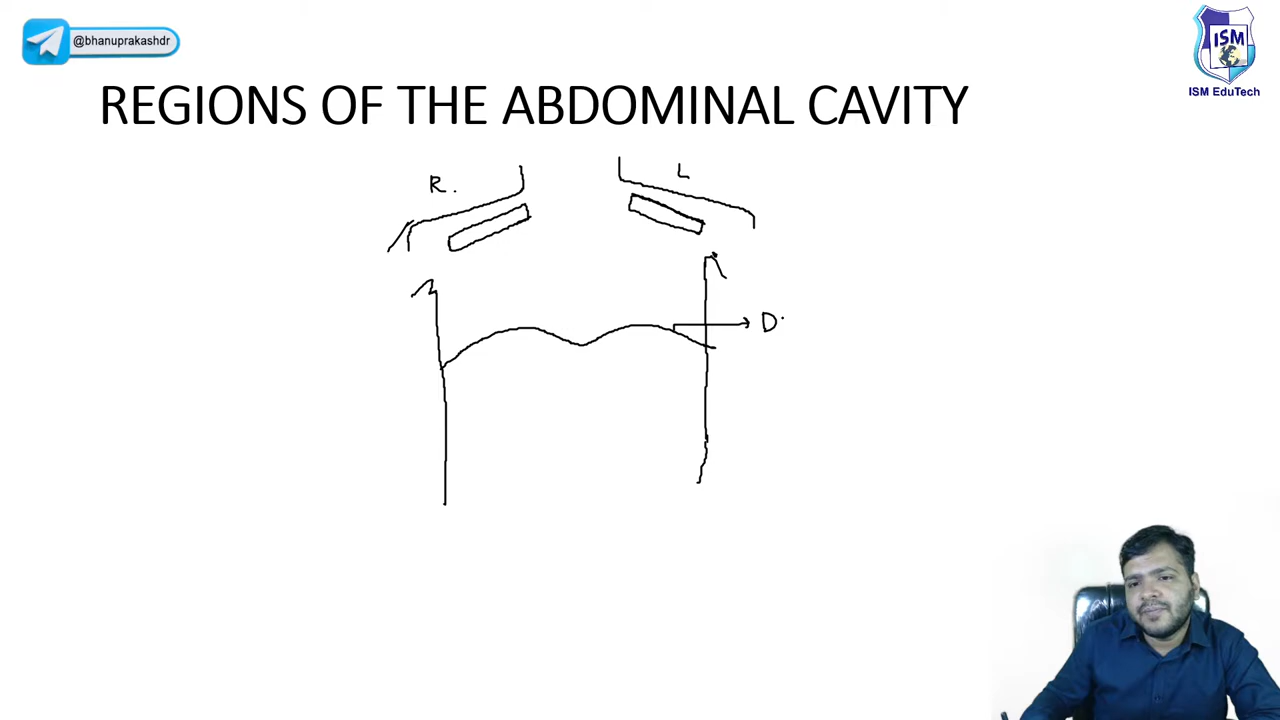 @bhanuprakashdr
ISM
ISM EduTech
REGIONS OF THE ABDOMINAL CAVITY
R.
L
D.